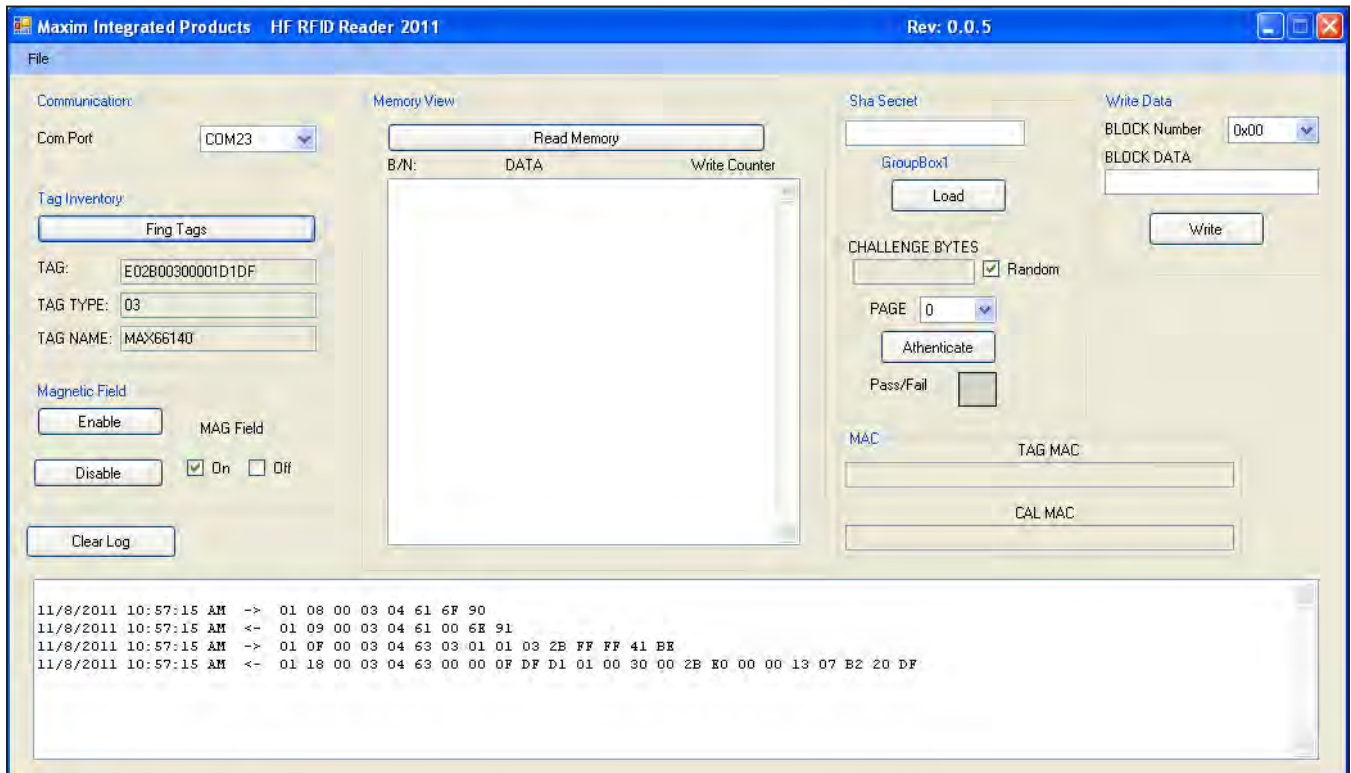 Maxim Integrated Products HF RFID Reader 2011 Rev: 0.0.5
File
Communication:
Com Port COM23
Tag Inventory:
Fing Tags
TAG: E02B00300001D1DF
TAG TYPE: 03
TAG NAME: MAX66140
Magnetic Field
Enable
MAG Field
Disable On Off
Clear Log
Memory View
Read Memory
B/N: DATA Write Counter
Sha Secret
GroupBox1
Load
CHALLENGE BYTES
Random
PAGE 0
Athenticate
Pass/Fail
Write Data
BLOCK Number 0x00
BLOCK DATA
Write
MAC
TAG MAC
CAL MAC
11/8/2011 10:57:15 AM -> 01 08 00 03 04 61 6F 90
11/8/2011 10:57:15 AM <- 01 09 00 03 04 61 00 6E 91
11/8/2011 10:57:15 AM -> 01 0F 00 03 04 63 03 01 01 03 2B FF FF 41 BE
11/8/2011 10:57:15 AM <- 01 18 00 03 04 63 00 00 0F DF D1 01 00 30 00 2B E0 00 00 13 07 B2 20 DF